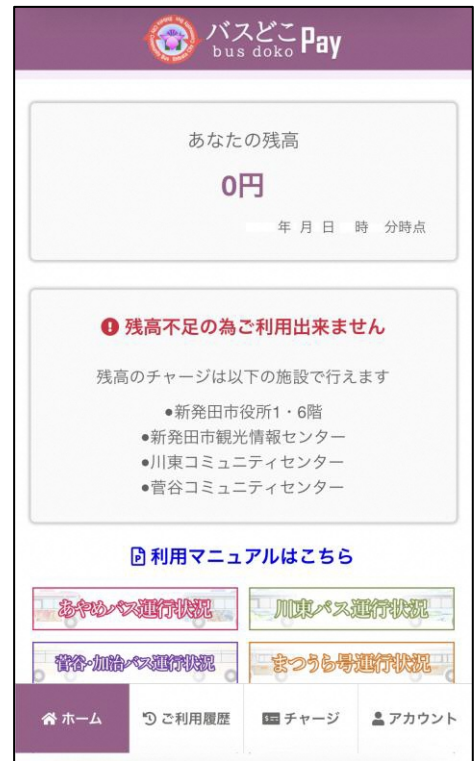 バスどこ
bus doko Pay
あなたの残高
0円
年 月 日 時 分時点
残高不足の為ご利用出来ません
残高のチャージは以下の施設で行えます
●新発田市役所1・6階
●新発田市観光情報センター
●川東コミュニティセンター
●菅谷コミュニティセンター
利用マニュアルはこちら
あやめバス運行状況
川東バス運行状況
菅谷・加治バス運行状況
まつうら号運行状況
ホーム
ご利用履歴
チャージ
アカウント